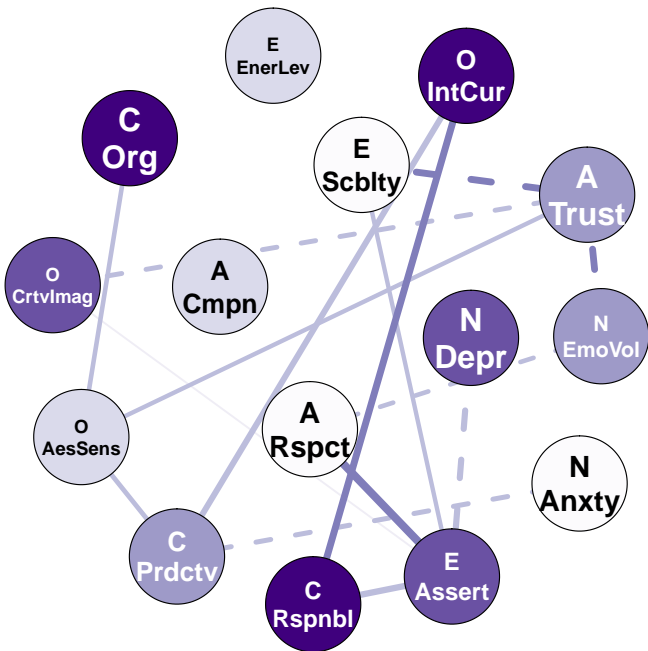 E
EnerLev
O
IntCur
C
Org
E
Scblty
A
Trust
O
CrtvImag
A
Cmpn
N
Depr
N
EmoVol
O
AesSens
A
Rspct
N
Anxty
C
Prdctv
E
Assert
C
Rspnbl